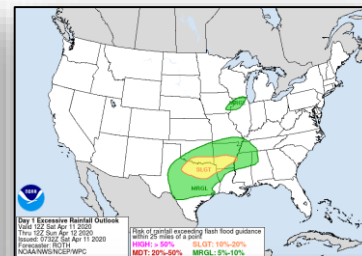 MRGL
SLGT
MRGL
NOAA
Day 1 Excessive Rainfall Outlook
Valid 12Z Sat Apr 11 2020
Thru 12Z Sun Apr 12 2020
Issued: 0732Z Sat Apr 11 2020
Forecaster: ROTH
NOAA/NWS/NCEP/WPC
Risk of rainfall exceeding flash flood guidance
within 25 miles of a point
HIGH: > 50% SLGT: 10%-20%
MDT: 20%-50% MRGL: 5%-10%